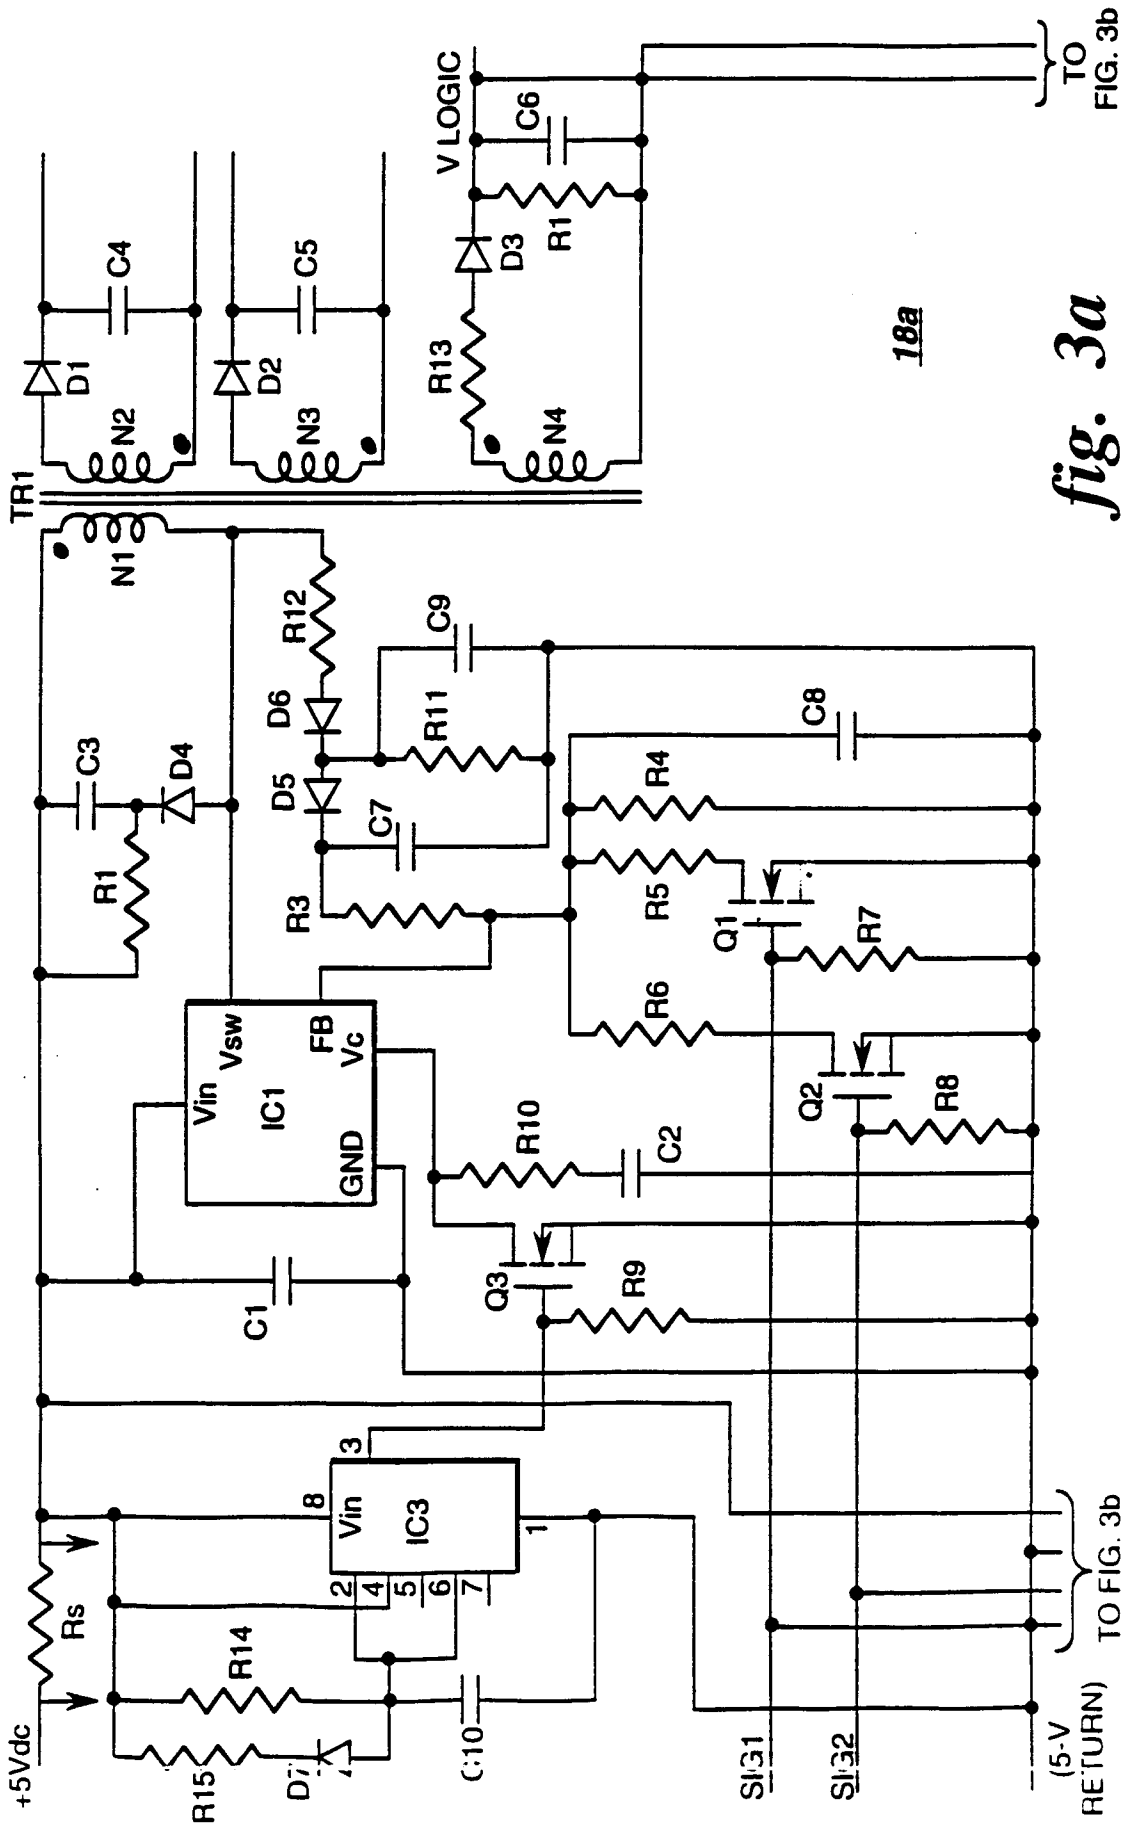 +5Vdc
Rs
R15
D7
R14
C10
8
Vin
IC3
3
2
4
5
6
7
1
C1
Vin
Vsw
IC1
FB
GND
Vc
R1
C3
D4
TR1
N1
R12
D6
D5
C9
R11
C7
R3
R10
C2
Q3
R9
R6
Q2
R8
R5
Q1
R7
R4
C8
N2
D1
C4
N3
D2
C5
N4
R13
D3
R1
C6
V LOGIC
SIG1
SIG2
(5-V
RETURN)
TO FIG. 3b
TO
FIG. 3b
18a
fig. 3a